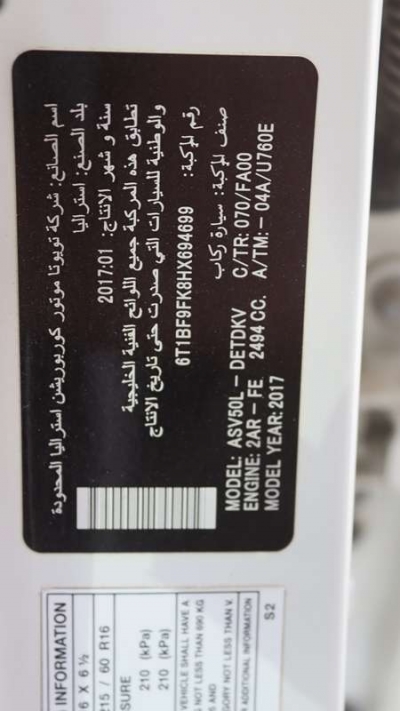 اسم الصانع: شركة تويوتا موتور كوربوريشن استراليا المحدودة
بلد الصنع: استراليا
سنة و شهر الانتاج: 2017:01
تطابق هذه المركبة جميع اللوائح الفنية الخليجية
والوطنية للسيارات التي صدرت حتى تاريخ الانتاج
رقم المركبة: 6T1BF9FK8HX694699
صنف المركبة: سيارة ركاب
MODEL: ASV50L – DETDKV C/TR: 070/FA00
ENGINE: 2AR – FE 2494 CC. A/TM: – 04A/U760E
MODEL YEAR: 2017
INFORMATION
6 X 6 ½
215 / 60 R16
SURE
210 (kPa)
210 (kPa)
VEHICLE SHALL HAVE A
NOT LESS THAN 690 KG
AND
GORY NOT LESS THAN V.
ADDITIONAL INFORMATION
S2